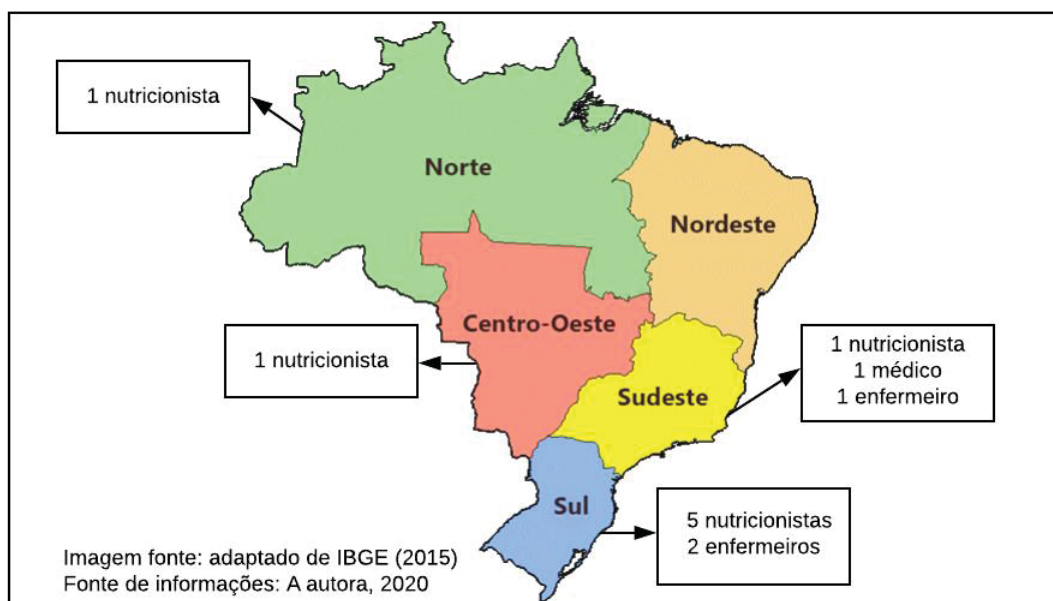 1 nutricionista
Norte
Nordeste
Centro-Oeste
1 nutricionista
Sudeste
1 nutricionista
1 médico
1 enfermeiro
Sul
5 nutricionistas
2 enfermeiros
Imagem fonte: adaptado de IBGE (2015)
Fonte de informações: A autora, 2020